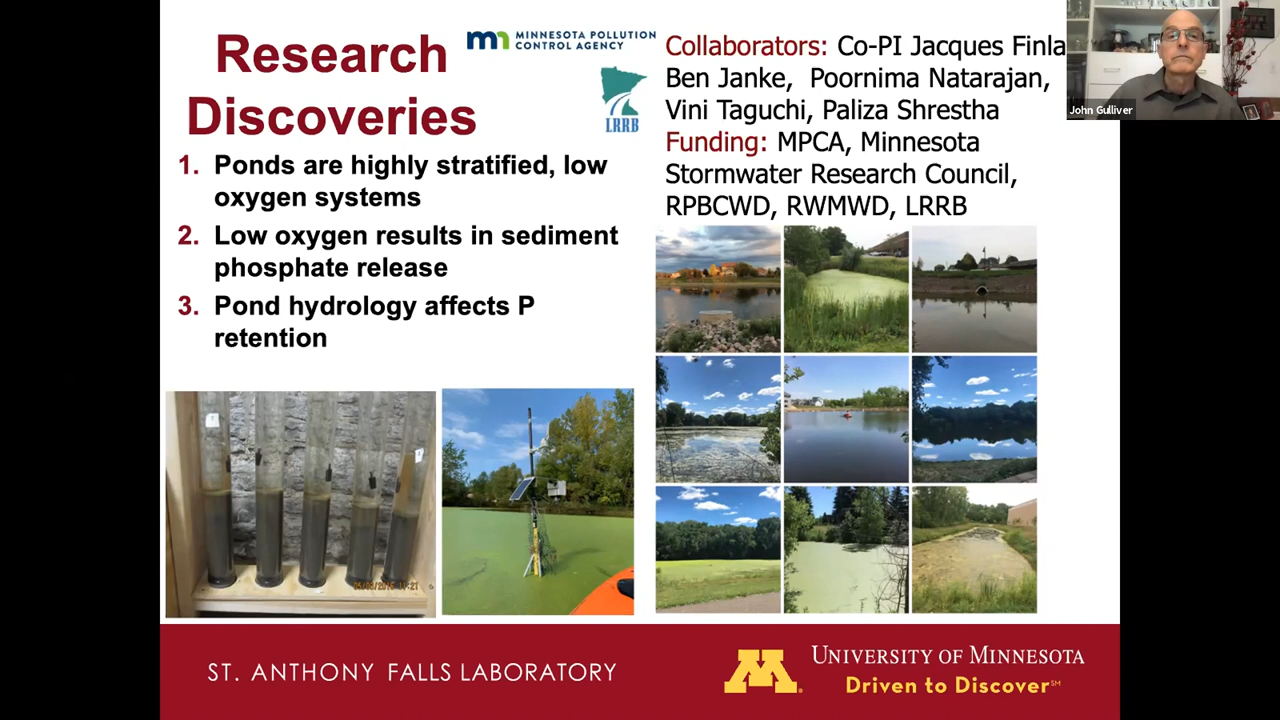 Research
Discoveries
MINNESOTA POLLUTION
CONTROL AGENCY
LRRB
1. Ponds are highly stratified, low
oxygen systems
2. Low oxygen results in sediment
phosphate release
3. Pond hydrology affects P
retention
Collaborators: Co-PI Jacques Finla
Ben Janke, Poornima Natarajan,
Vini Taguchi, Paliza Shrestha
Funding: MPCA, Minnesota
Stormwater Research Council,
RPBCWD, RWMWD, LRRB
John Gulliver
ST. ANTHONY FALLS LABORATORY
UNIVERSITY OF MINNESOTA
Driven to Discover℠